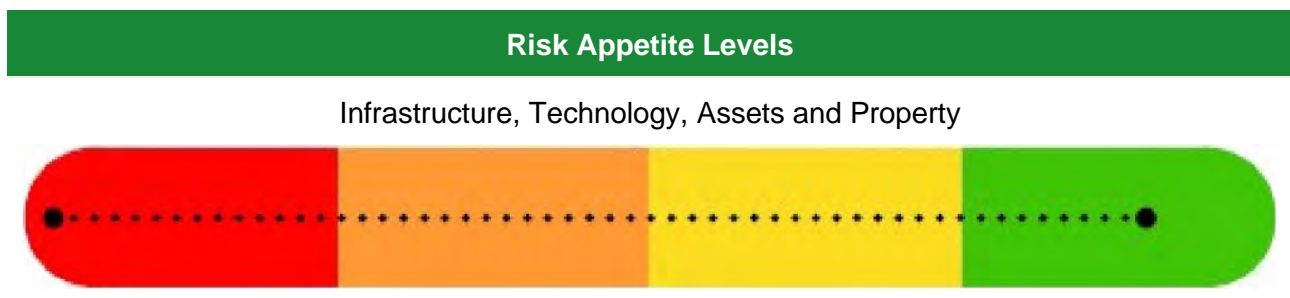 Risk Appetite Levels
Infrastructure, Technology, Assets and Property